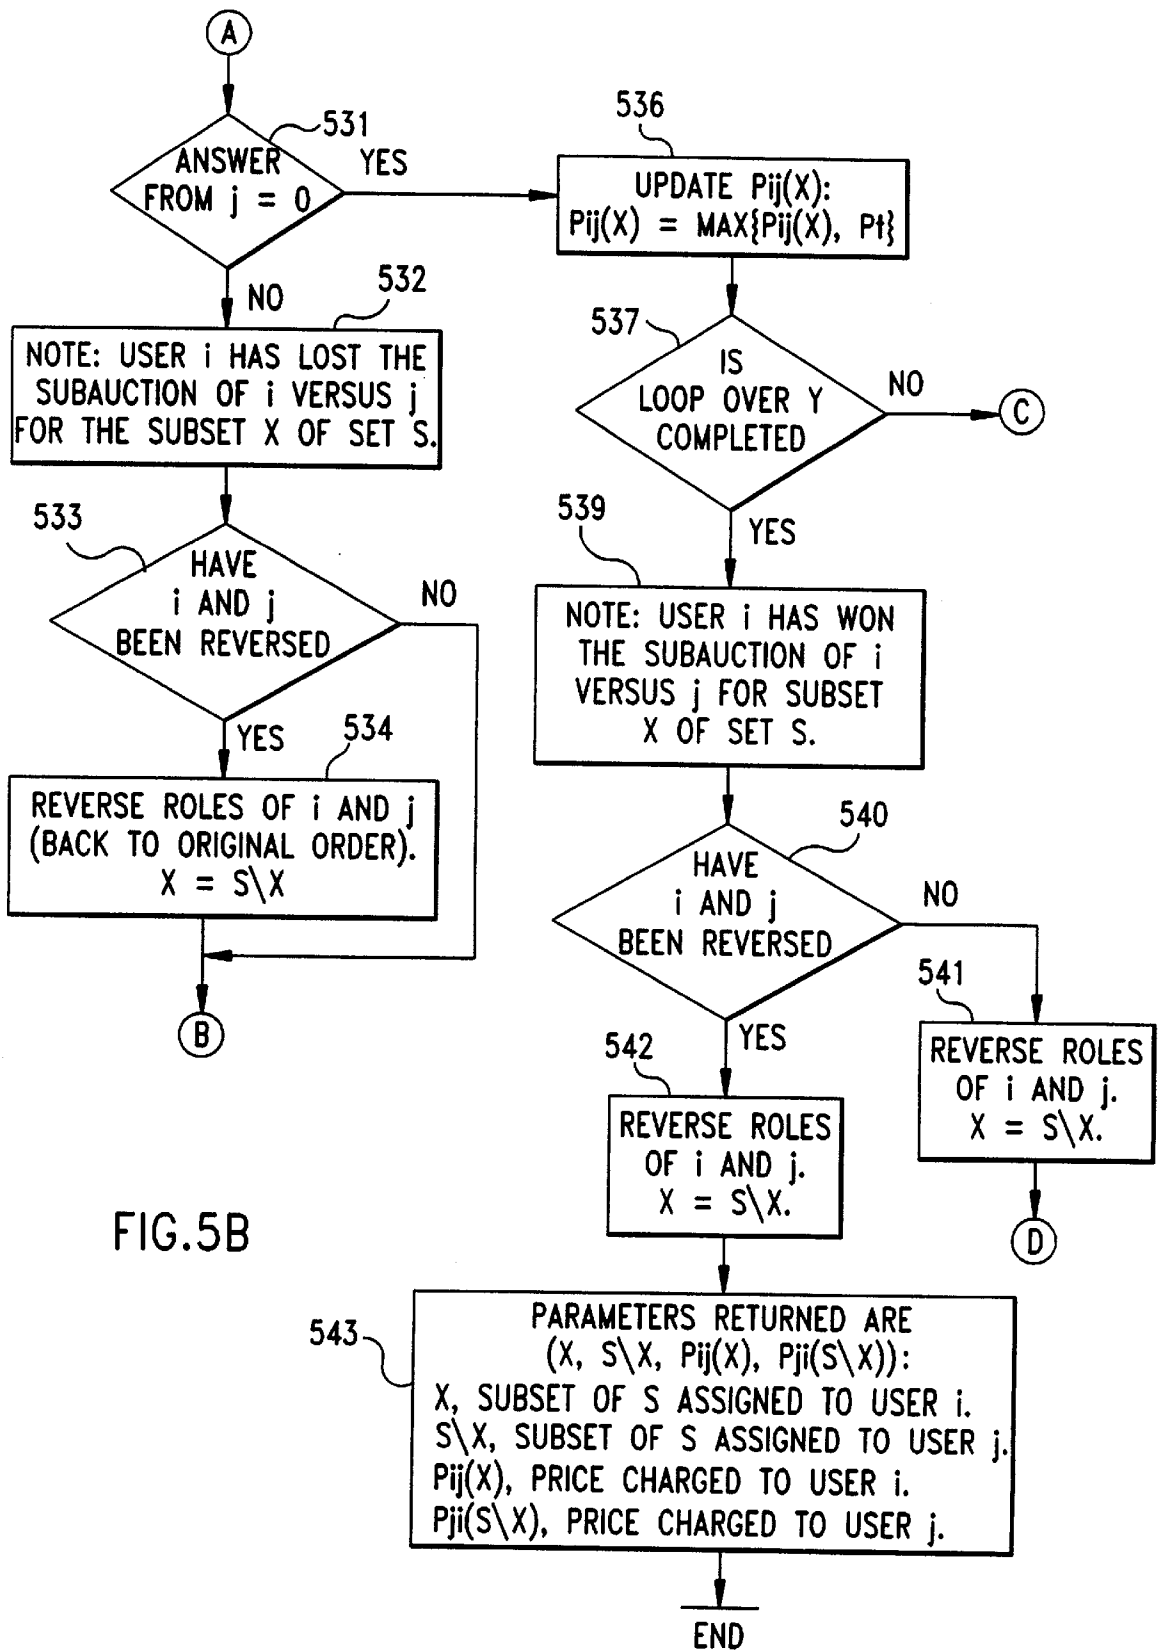 A
531
ANSWER
FROM j = 0
YES
NO
536
UPDATE Pij(X):
Pij(X) = MAX{Pij(X), Pt}
532
NOTE: USER i HAS LOST THE
SUBAUCTION OF i VERSUS j
FOR THE SUBSET X OF SET S.
537
IS
LOOP OVER Y
COMPLETED
NO
C
YES
533
HAVE
i AND j
BEEN REVERSED
NO
YES
539
NOTE: USER i HAS WON
THE SUBAUCTION OF i
VERSUS j FOR SUBSET
X OF SET S.
534
REVERSE ROLES OF i AND j
(BACK TO ORIGINAL ORDER).
X = S\X
B
540
HAVE
i AND j
BEEN REVERSED
NO
YES
541
REVERSE ROLES
OF i AND j.
X = S\X.
D
542
REVERSE ROLES
OF i AND j.
X = S\X.
FIG.5B
543
PARAMETERS RETURNED ARE
(X, S\X, Pij(X), Pji(S\X)):
X, SUBSET OF S ASSIGNED TO USER i.
S\X, SUBSET OF S ASSIGNED TO USER j.
Pij(X), PRICE CHARGED TO USER i.
Pji(S\X), PRICE CHARGED TO USER j.
END